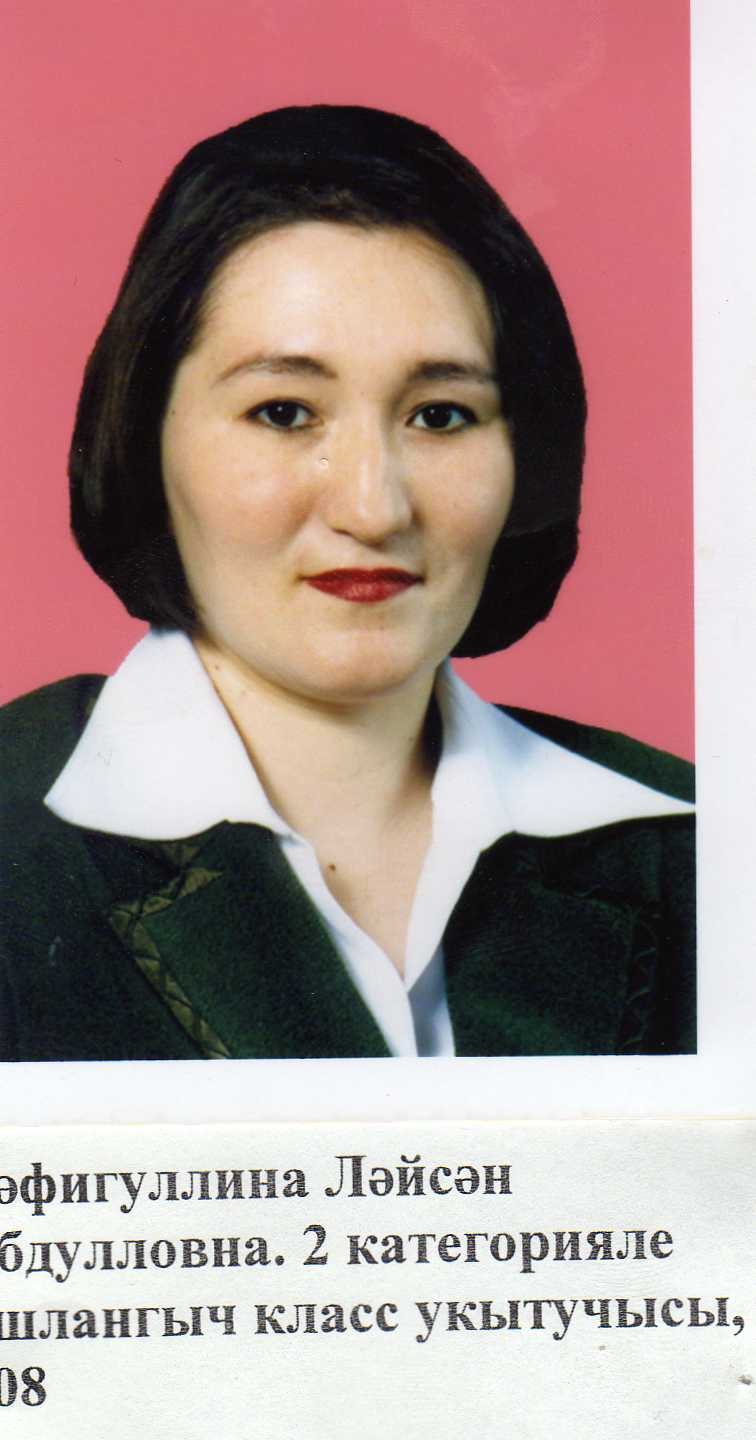 әфигуллина Ләйсән
бдулловна. 2 категорияле
шлангыч класс укытучысы,
08